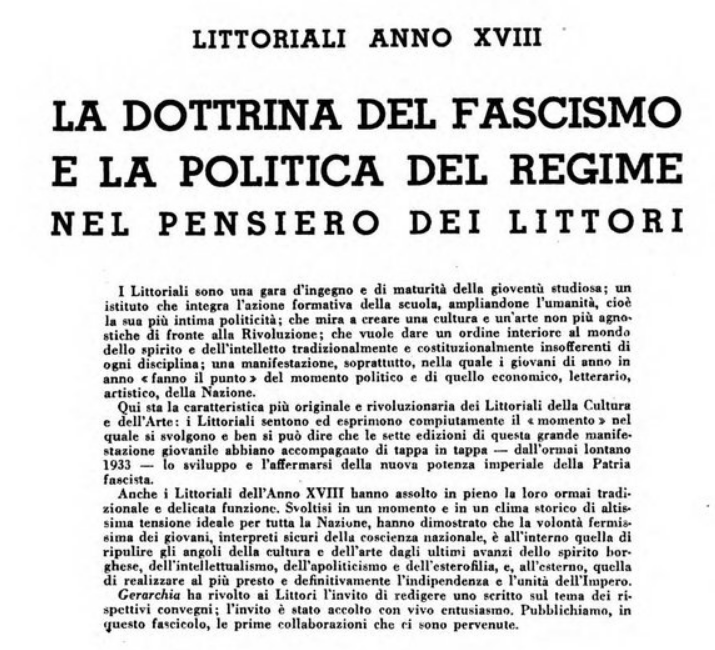 LITTORIALI ANNO XVIII
LA DOTTRINA DEL FASCISMO
E LA POLITICA DEL REGIME
NEL PENSIERO DEI LITTORI
I Littoriali sono una gara d'ingegno e di maturità della gioventù studiosa; un
istituto che integra l'azione formativa della scuola, ampliandone l'umanità, cioè
la sua più intima politicità; che mira a creare una cultura e un'arte non più agno-
stiche di fronte alla Rivoluzione; che vuole dare un ordine interiore al mondo
dello spirito e dell'intelletto tradizionalmente e costituzionalmente insofferenti di
ogni disciplina; una manifestazione, soprattutto, nella quale i giovani di anno in
anno « fanno il punto » del momento politico e di quello economico, letterario,
artistico, della Nazione.
Qui sta la caratteristica più originale e rivoluzionaria dei Littoriali della Cultura
e dell'Arte: i Littoriali sentono ed esprimono compiutamente il « momento » nel
quale si svolgono e ben si può dire che le sette edizioni di questa grande manife-
stazione giovanile abbiano accompagnato di tappa in tappa — dall'ormai lontano
1933 — lo sviluppo e l'affermarsi della nuova potenza imperiale della Patria
fascista.
Anche i Littoriali dell'Anno XVIII hanno assolto in pieno la loro ormai tradi-
zionale e delicata funzione. Svoltisi in un momento e in un clima storico di altis-
sima tensione ideale per tutta la Nazione, hanno dimostrato che la volontà fermis-
sima dei giovani, interpreti sicuri della coscienza nazionale, è all'interno quella di
ripulire gli angoli della cultura e dell'arte dagli ultimi avanzi dello spirito bor-
ghese, dell'intellettualismo, dell'apoliticismo e dell'esterofilia, e, all'esterno, quella
di realizzare al più presto e definitivamente l'indipendenza e l'unità dell'Impero.
Gerarchia ha rivolto ai Littori l'invito di redigere uno scritto sul tema dei ri-
spettivi convegni; l'invito è stato accolto con vivo entusiasmo. Pubblichiamo, in
questo fascicolo, le prime collaborazioni che ci sono pervenute.